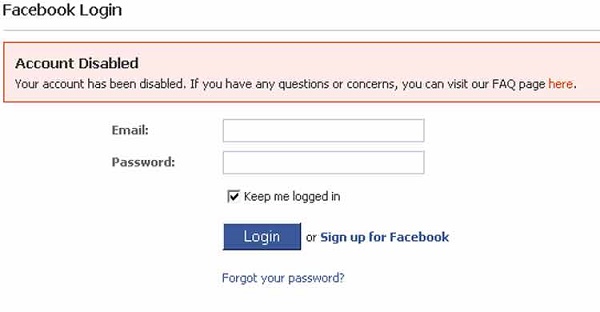 Facebook Login
Account Disabled
Your account has been disabled. If you have any questions or concerns, you can visit our FAQ page here.
Email:
Password:
Keep me logged in
Login or Sign up for Facebook
Forgot your password?